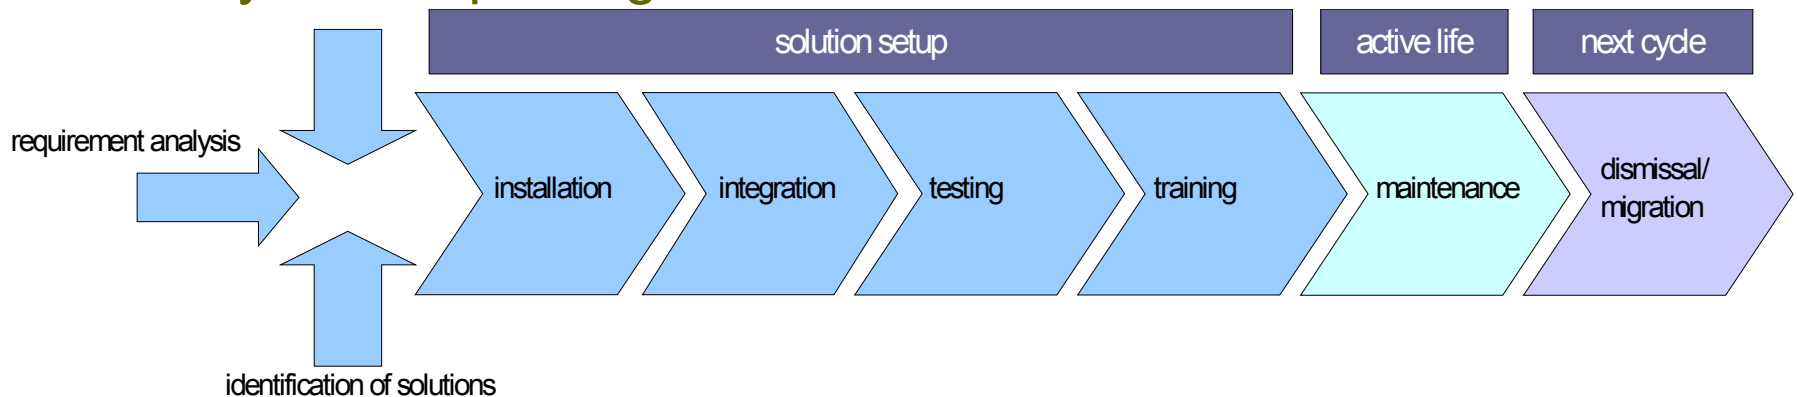 solution setup
active life
next cycle
requirement analysis
installation
integration
testing
training
maintenance
dismissal/
migration
identification of solutions